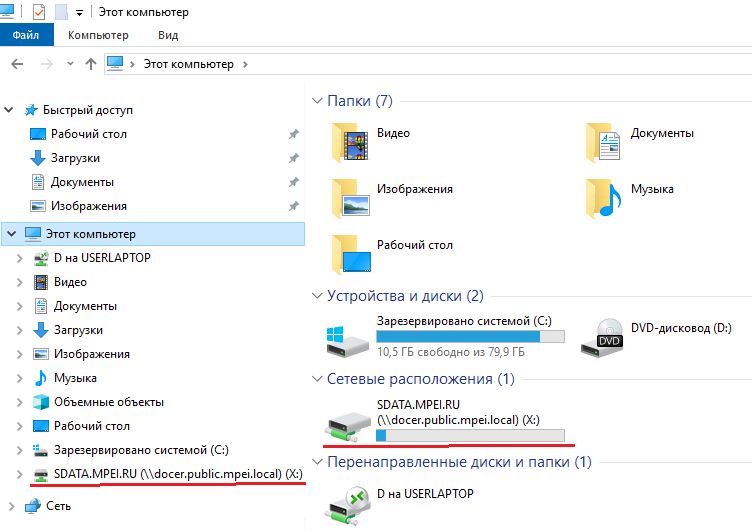 Этот компьютер
Файл
Компьютер
Вид
Этот компьютер
Быстрый доступ
Рабочий стол
Загрузки
Документы
Изображения
Этот компьютер
D на USERLAPTOP
Видео
Документы
Загрузки
Изображения
Музыка
Объемные объекты
Рабочий стол
Зарезервировано системой (C:)
SDATA.MPEI.RU (\\docer.public.mpei.local) (X:)
Сеть
Папки (7)
Видео
Документы
Изображения
Музыка
Рабочий стол
Устройства и диски (2)
Зарезервировано системой (C:)
10,5 ГБ свободно из 79,9 ГБ
DVD-дисковод (D:)
DVD
Сетевые расположения (1)
SDATA.MPEI.RU
(\\docer.public.mpei.local) (X:)
Перенаправленные диски и папки (1)
D на USERLAPTOP